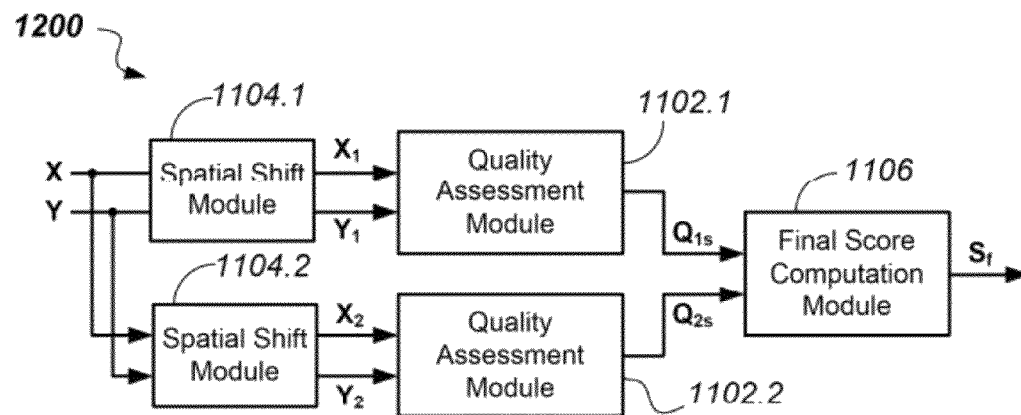 1200
1104.1
1102.1
X
Y
Spatial Shift
Module
X1
Y1
Quality
Assessment
Module
1106
Q1s
Final Score
Computation
Module
Sf
1104.2
Spatial Shift
Module
X2
Y2
Quality
Assessment
Module
Q2s
1102.2